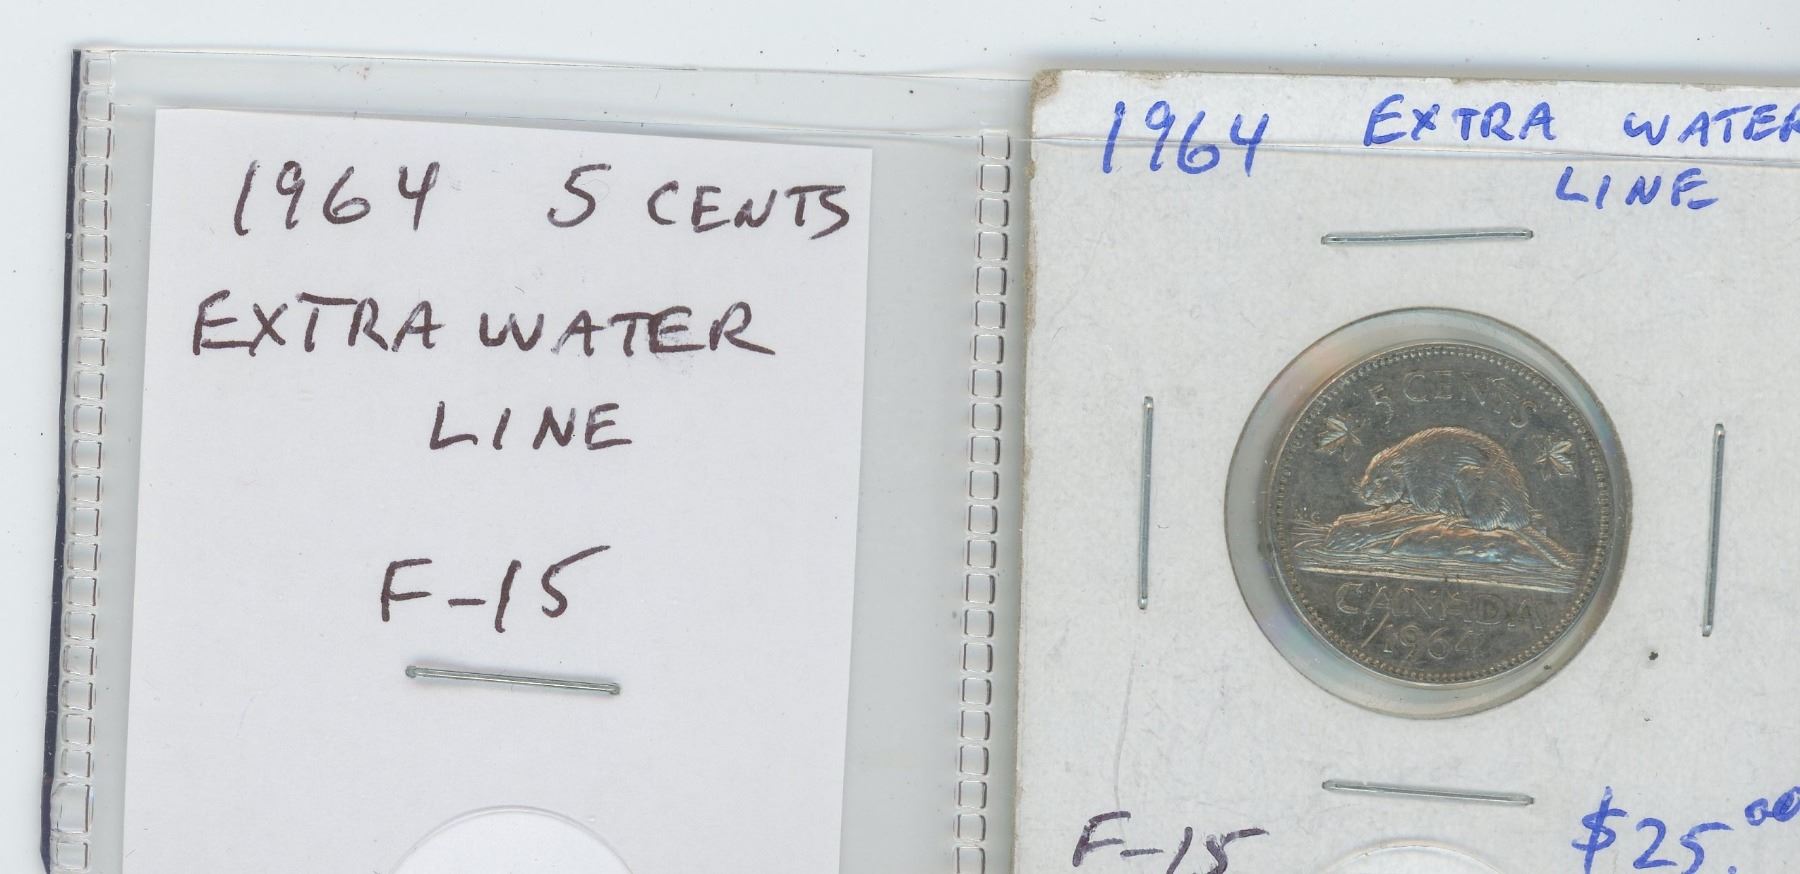 1964 5 CENTS
EXTRA WATER
LINE
F-15
1964 EXTRA WATER
LINE
5 CENTS
CANADA
1964
F-15 $25.00